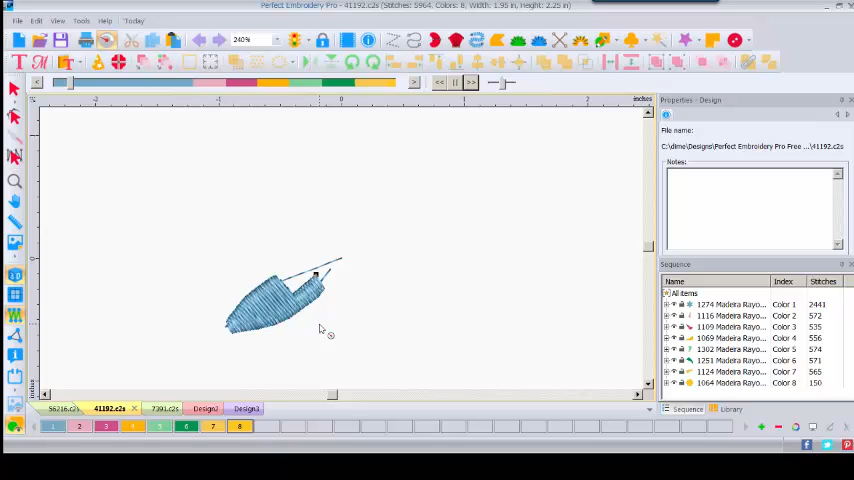 Perfect Embroidery Pro - 41192.c2s (Stitches: 5964, Colors: 8, Width: 1.95 in, Height: 2.25 in)
File Edit View Tools Help 'Today'
240%
< > << II >>
-2 -1 0 2 inches
0
inches
Properties - Design
File name:
C:\dime\Designs\Perfect Embroidery Pro Free ...\41192.c2s
Notes:
Sequence
Name Index Stitches
All items
1274 Madeira Rayo... Color 1 2441
1116 Madeira Rayo... Color 2 572
1109 Madeira Rayo... Color 3 535
1069 Madeira Rayo... Color 4 556
1302 Madeira Rayo... Color 5 574
1251 Madeira Rayo... Color 6 571
1124 Madeira Rayo... Color 7 565
1064 Madeira Rayo... Color 8 150
56216.c2s 41192.c2s 7391.c2s Design2 Design3
Sequence Library
1 2 3 4 5 6 7 8